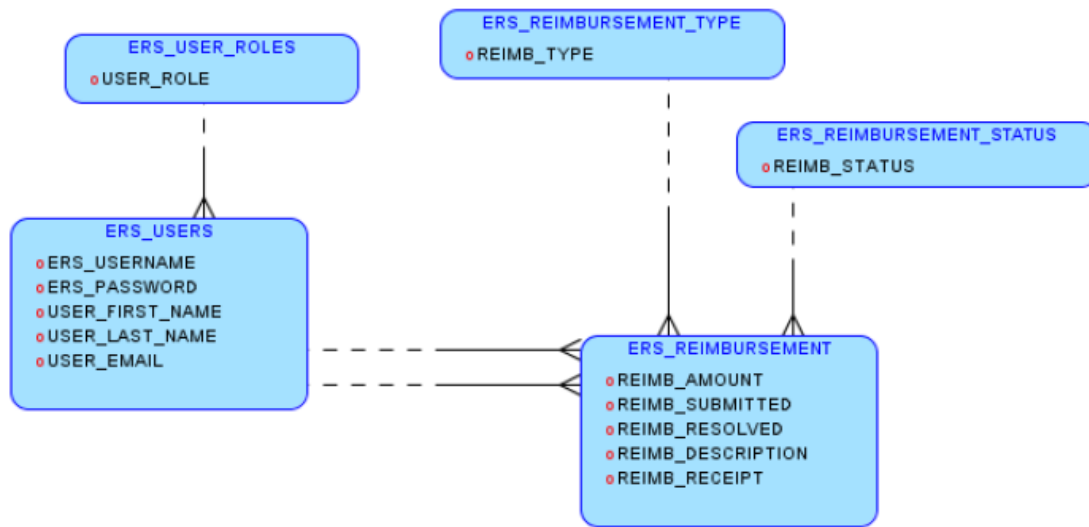 ERS_USER_ROLES
USER_ROLE
ERS_REIMBURSEMENT_TYPE
REIMB_TYPE
ERS_REIMBURSEMENT_STATUS
REIMB_STATUS
ERS_USERS
ERS_USERNAME
ERS_PASSWORD
USER_FIRST_NAME
USER_LAST_NAME
USER_EMAIL
ERS_REIMBURSEMENT
REIMB_AMOUNT
REIMB_SUBMITTED
REIMB_RESOLVED
REIMB_DESCRIPTION
REIMB_RECEIPT